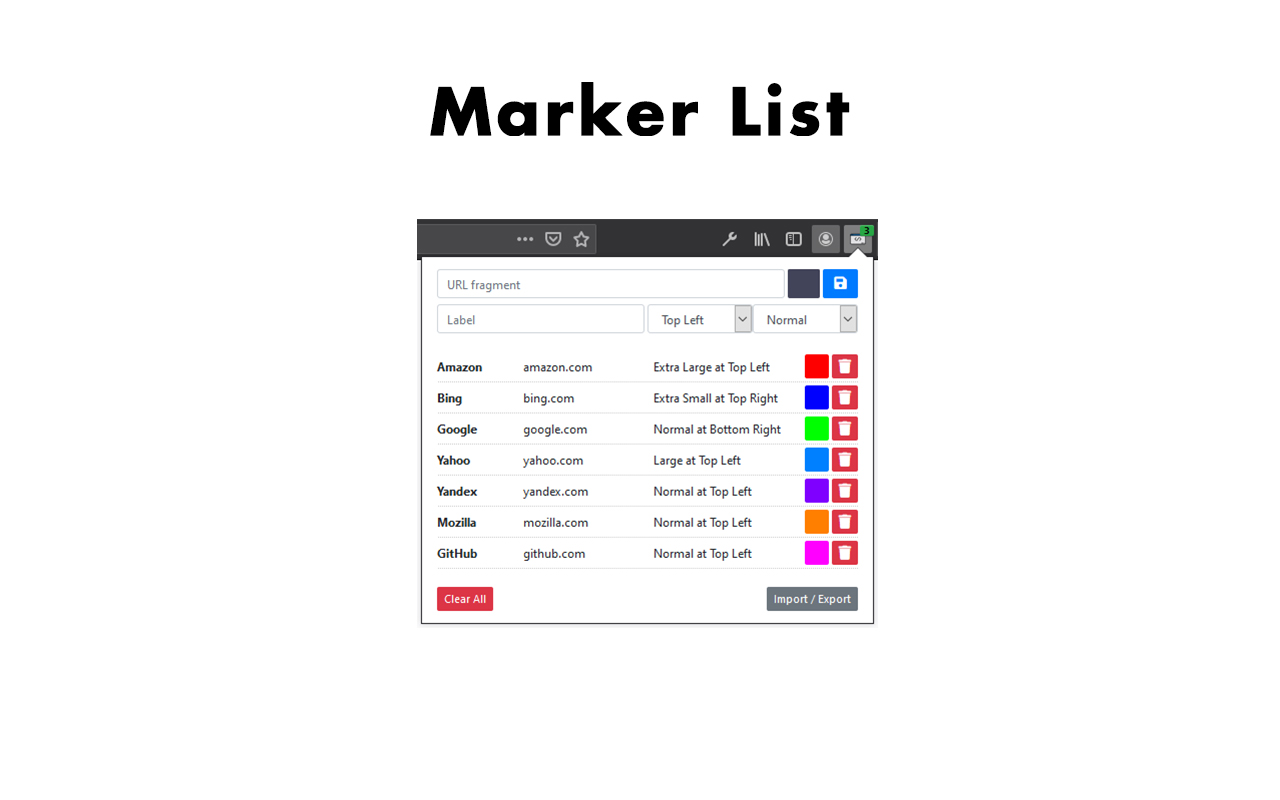 Marker List
3
URL fragment
Label Top Left Normal
Amazon amazon.com Extra Large at Top Left
Bing bing.com Extra Small at Top Right
Google google.com Normal at Bottom Right
Yahoo yahoo.com Large at Top Left
Yandex yandex.com Normal at Top Left
Mozilla mozilla.com Normal at Top Left
GitHub github.com Normal at Top Left
Clear All Import / Export